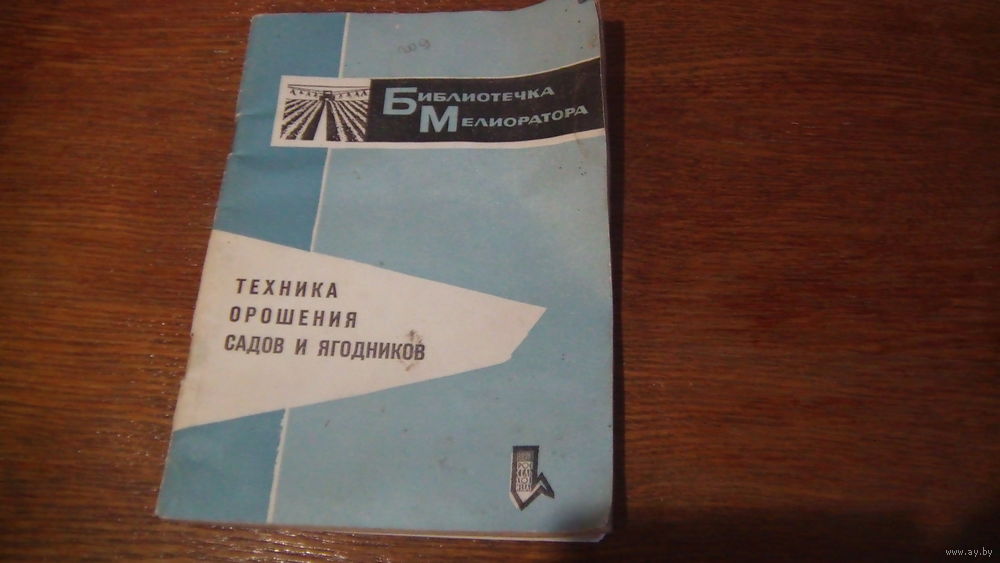 Библиотечка
Мелиоратора
ТЕХНИКА
ОРОШЕНИЯ
САДОВ И ЯГОДНИКОВ
www.ay.by